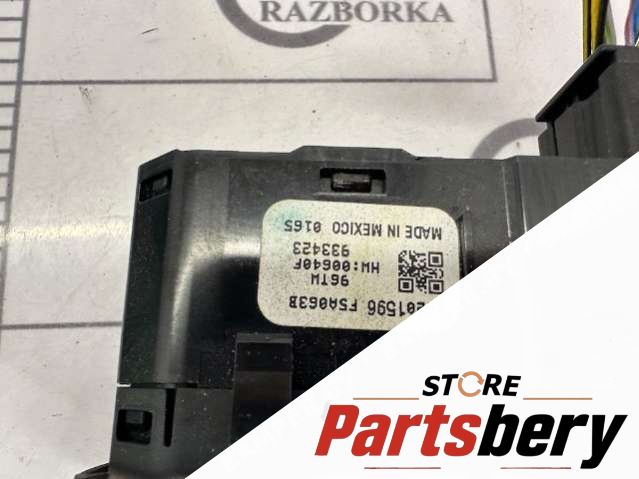 RAZBORKA
201596 F5A063B
96TW
HW:00640F
933423
MADE IN MEXICO 0165
STORE
Partsbery